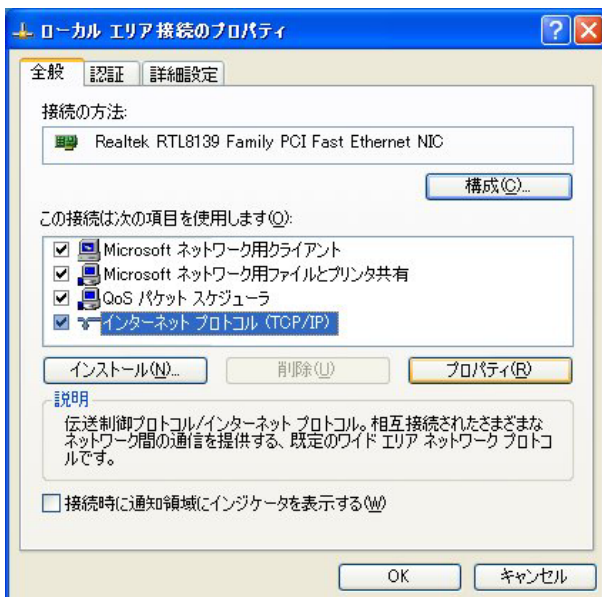 ローカル エリア接続のプロパティ
全般 認証 詳細設定
接続の方法:
Realtek RTL8139 Family PCI Fast Ethernet NIC
構成(C)...
この接続は次の項目を使用します(O):
Microsoft ネットワーク用クライアント
Microsoft ネットワーク用ファイルとプリンタ共有
QoS パケット スケジューラ
インターネット プロトコル (TCP/IP)
インストール(N)... 削除(U) プロパティ(R)
説明
伝送制御プロトコル/インターネット プロトコル。相互接続されたさまざまな
ネットワーク間の通信を提供する、既定のワイド エリア ネットワーク プロトコ
ルです。
接続時に通知領域にインジケータを表示する(W)
OK キャンセル